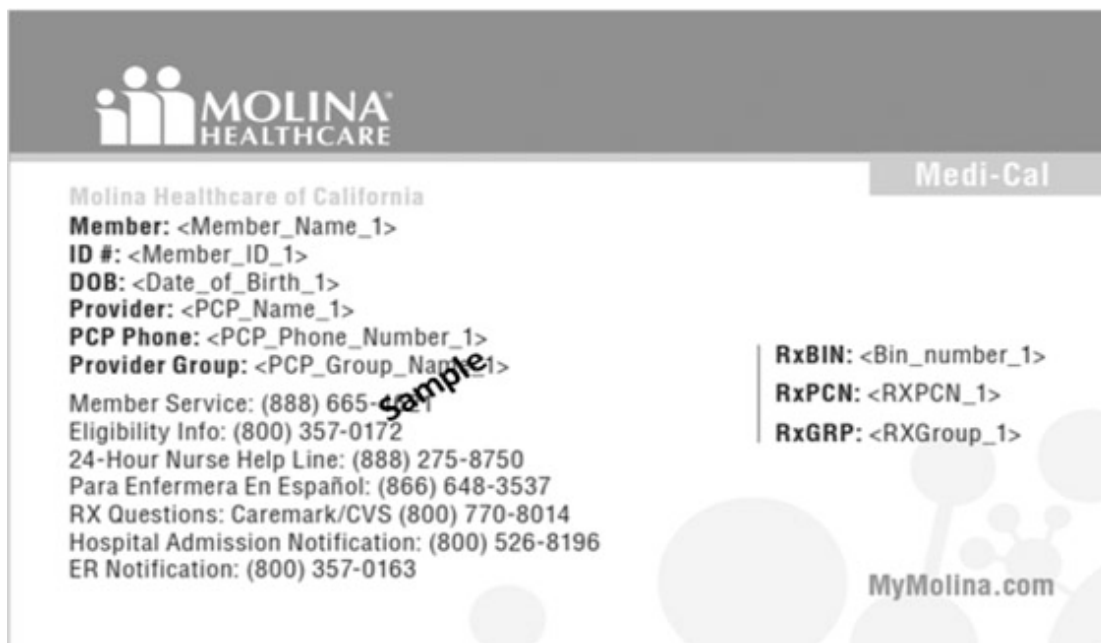 MOLINA®
HEALTHCARE
Medi-Cal
Molina Healthcare of California
Member: <Member_Name_1>
ID #: <Member_ID_1>
DOB: <Date_of_Birth_1>
Provider: <PCP_Name_1>
PCP Phone: <PCP_Phone_Number_1>
Provider Group: <PCP_Group_Name_1>
Sample
Member Service: (888)
Eligibility Info: (800) 357-0172
24-Hour Nurse Help Line: (888) 275-8750
Para Enfermera En Español: (866) 648-3537
RX Questions: Caremark/CVS (800) 770-8014
Hospital Admission Notification: (800) 526-8196
ER Notification: (800) 357-0163
RxBIN: <Bin_number_1>
RxPCN: <RXPCN_1>
RxGRP: <RXGroup_1>
MyMolina.com